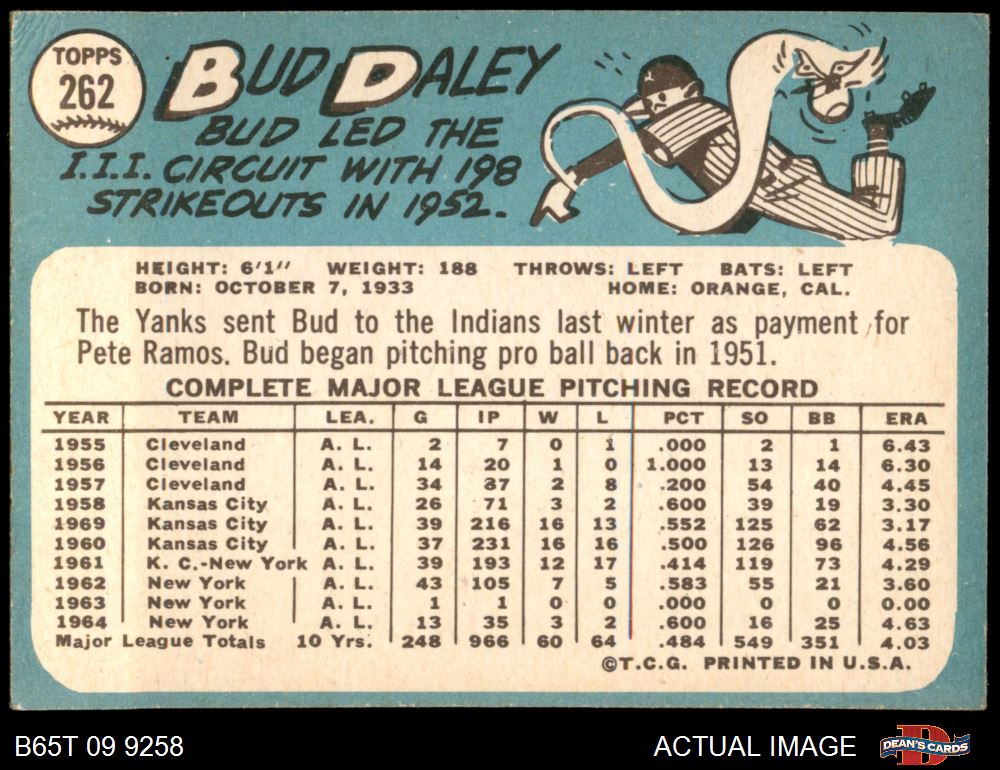 TOPPS
262
BUD DALEY
BUD LED THE
I.I.I. CIRCUIT WITH 198
STRIKEOUTS IN 1952.
HEIGHT: 6'1" WEIGHT: 188 THROWS: LEFT BATS: LEFT
BORN: OCTOBER 7, 1933 HOME: ORANGE, CAL.
The Yanks sent Bud to the Indians last winter as payment for
Pete Ramos. Bud began pitching pro ball back in 1951.
COMPLETE MAJOR LEAGUE PITCHING RECORD
YEAR TEAM LEA. G IP W L PCT SO BB ERA
1955 Cleveland A. L. 2 7 0 1 .000 2 1 6.43
1956 Cleveland A. L. 14 20 1 0 1.000 13 14 6.30
1957 Cleveland A. L. 34 87 2 8 .200 54 40 4.45
1958 Kansas City A. L. 26 71 3 2 .600 39 19 3.30
1969 Kansas City A. L. 39 216 16 13 .552 125 62 3.17
1960 Kansas City A. L. 37 231 16 16 .500 126 96 4.56
1961 K. C.-New York A. L. 39 193 12 17 .414 119 73 4.29
1962 New York A. L. 43 105 7 5 .583 55 21 3.60
1963 New York A. L. 1 1 0 0 .000 0 0 0.00
1964 New York A. L. 13 35 3 2 .600 16 25 4.63
Major League Totals 10 Yrs. 248 966 60 64 .484 549 351 4.03
©T.C.G. PRINTED IN U.S.A.
B65T 09 9258
ACTUAL IMAGE
D
DEAN'S CARDS